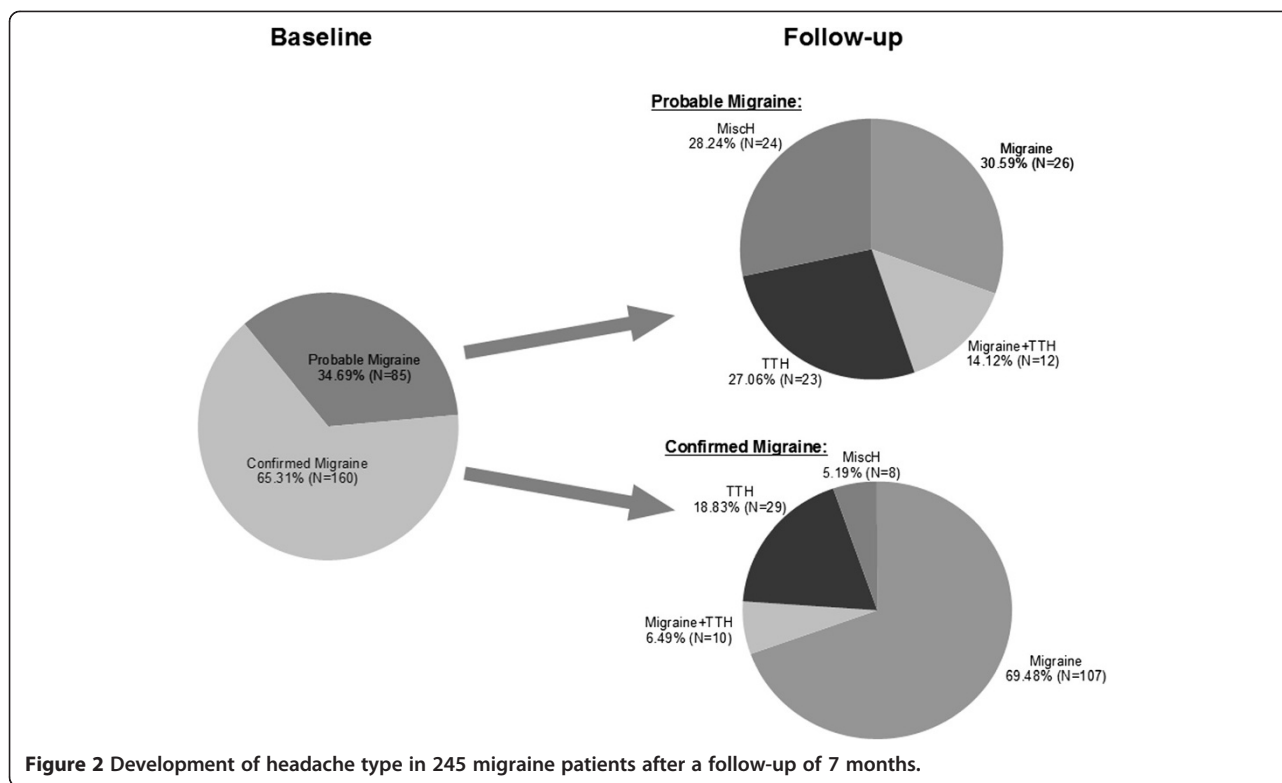 Baseline
Follow-up
Probable Migraine:
MiscH
28.24% (N=24)
Migraine
30.59% (N=26)
TTH
27.06% (N=23)
Migraine+TTH
14.12% (N=12)
Probable Migraine
34.69% (N=85)
Confirmed Migraine
65.31% (N=160)
Confirmed Migraine:
MiscH
5.19% (N=8)
TTH
18.83% (N=29)
Migraine+TTH
6.49% (N=10)
Migraine
69.48% (N=107)
Figure 2 Development of headache type in 245 migraine patients after a follow-up of 7 months.